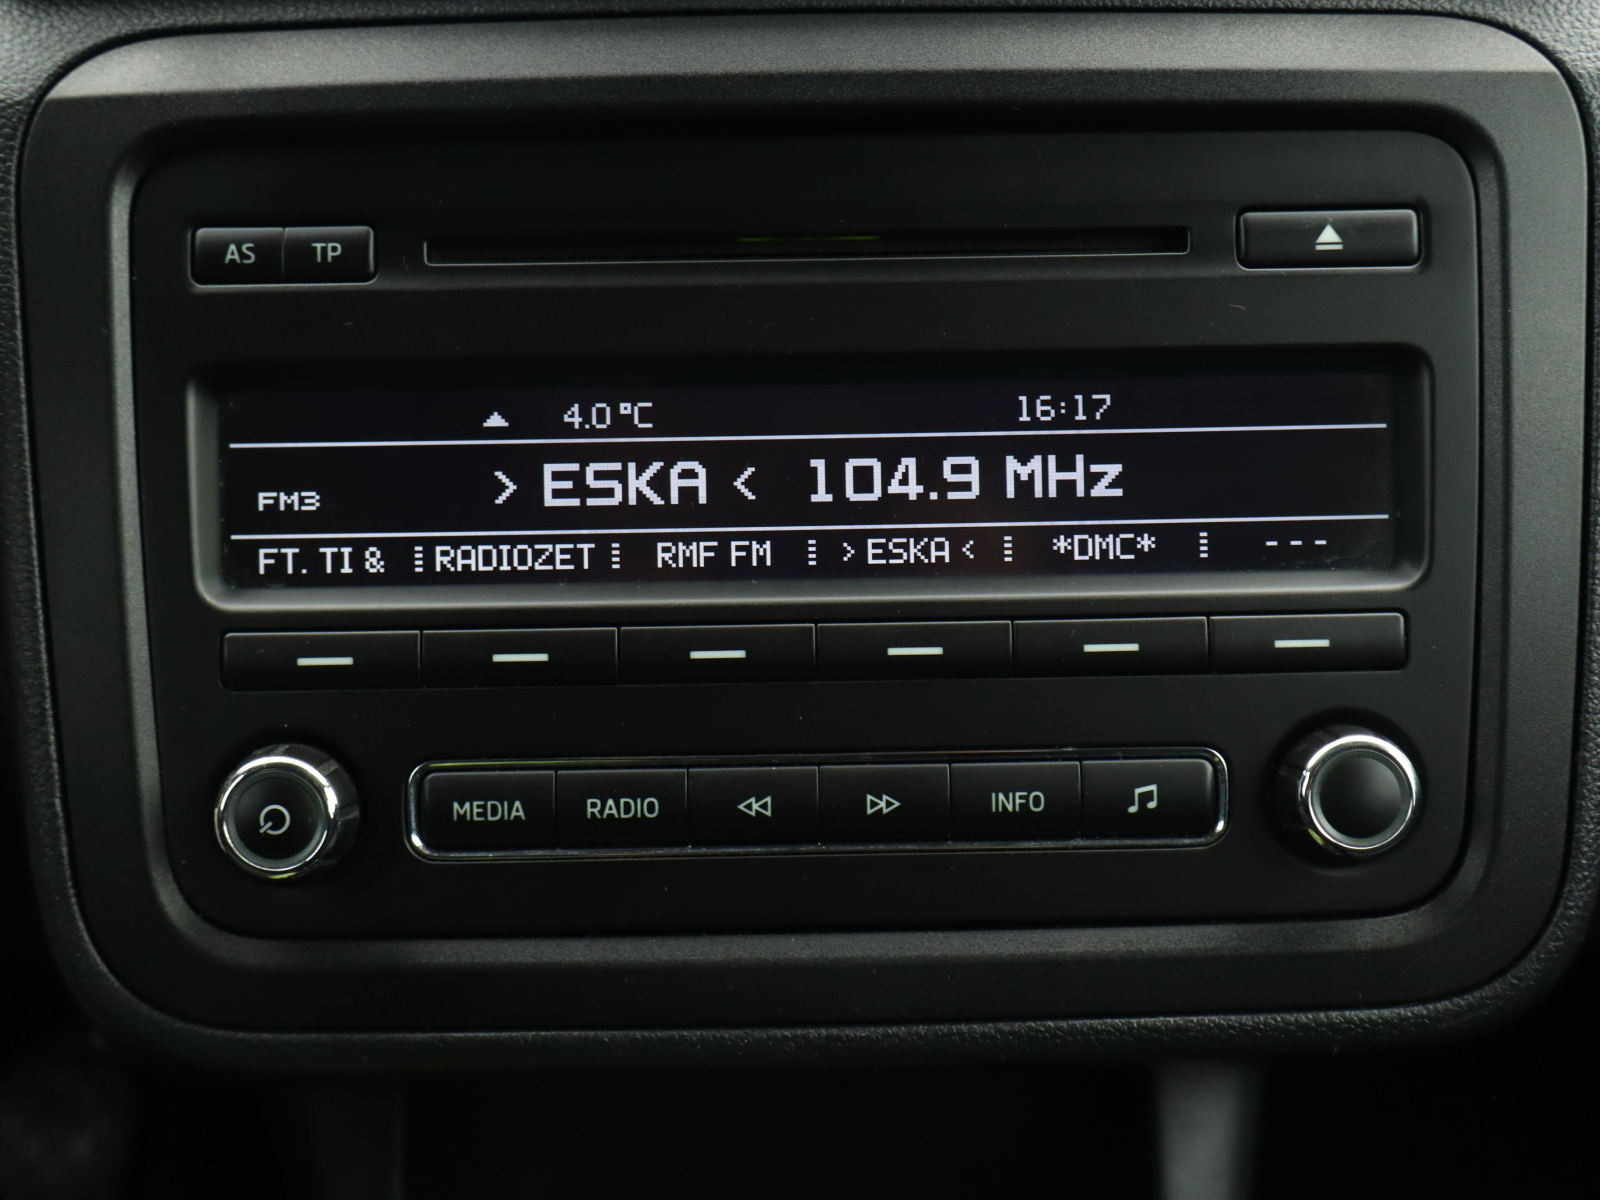 AS TP
4.0 °C 16:17
FM3 > ESKA < 104.9 MHz
FT. TI & RADIOZET RMF FM > ESKA < *DMC* ---
MEDIA RADIO INFO